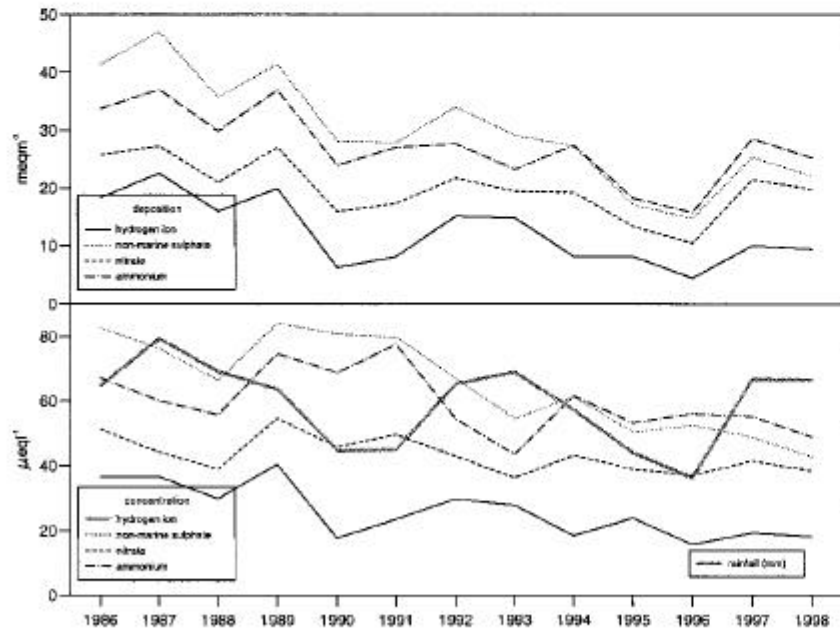 50
40
30
meqm⁻²
20
deposition
hydrogen ion
10
non-marine sulphate
nitrate
ammonium
0
80
60
µeql⁻¹
40
concentration
hydrogen ion
non-marine sulphate
20
nitrate
ammonium
rainfall (mm)
0
1986 1987 1988 1989 1990 1991 1992 1993 1994 1995 1996 1997 1998